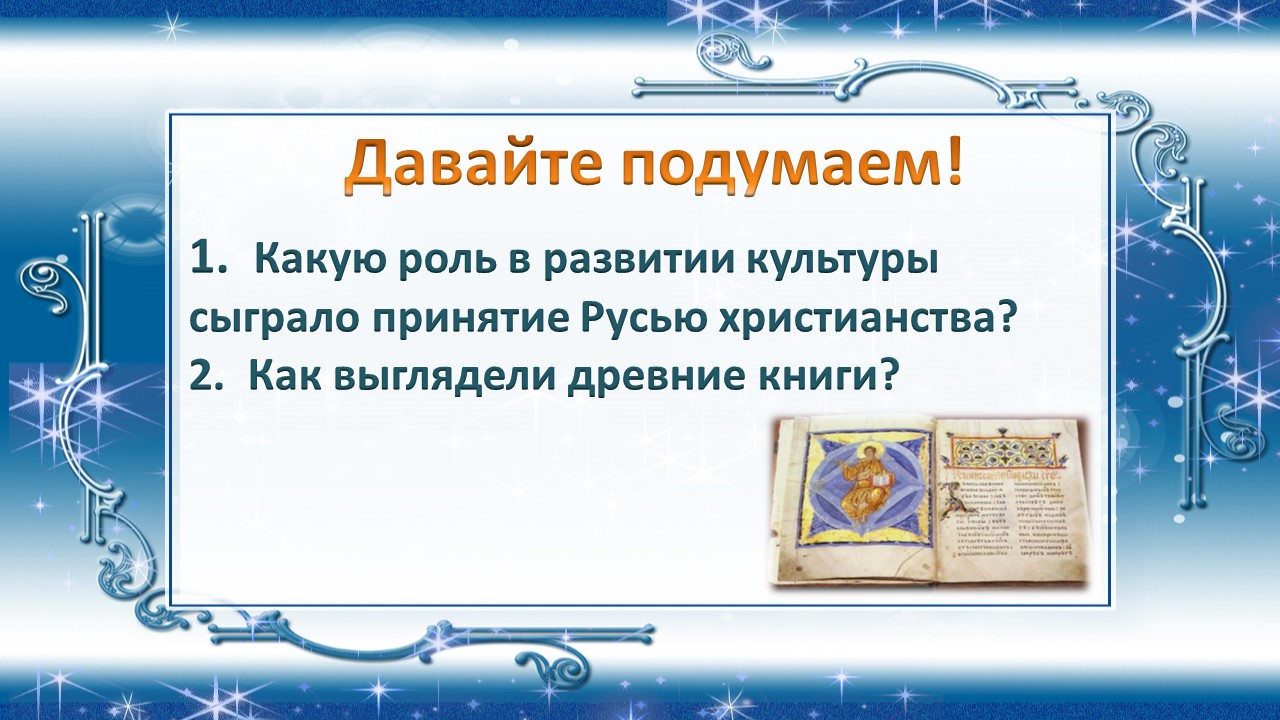 Давайте подумаем!
1. Какую роль в развитии культуры
сыграло принятие Русью христианства?
2. Как выглядели древние книги?